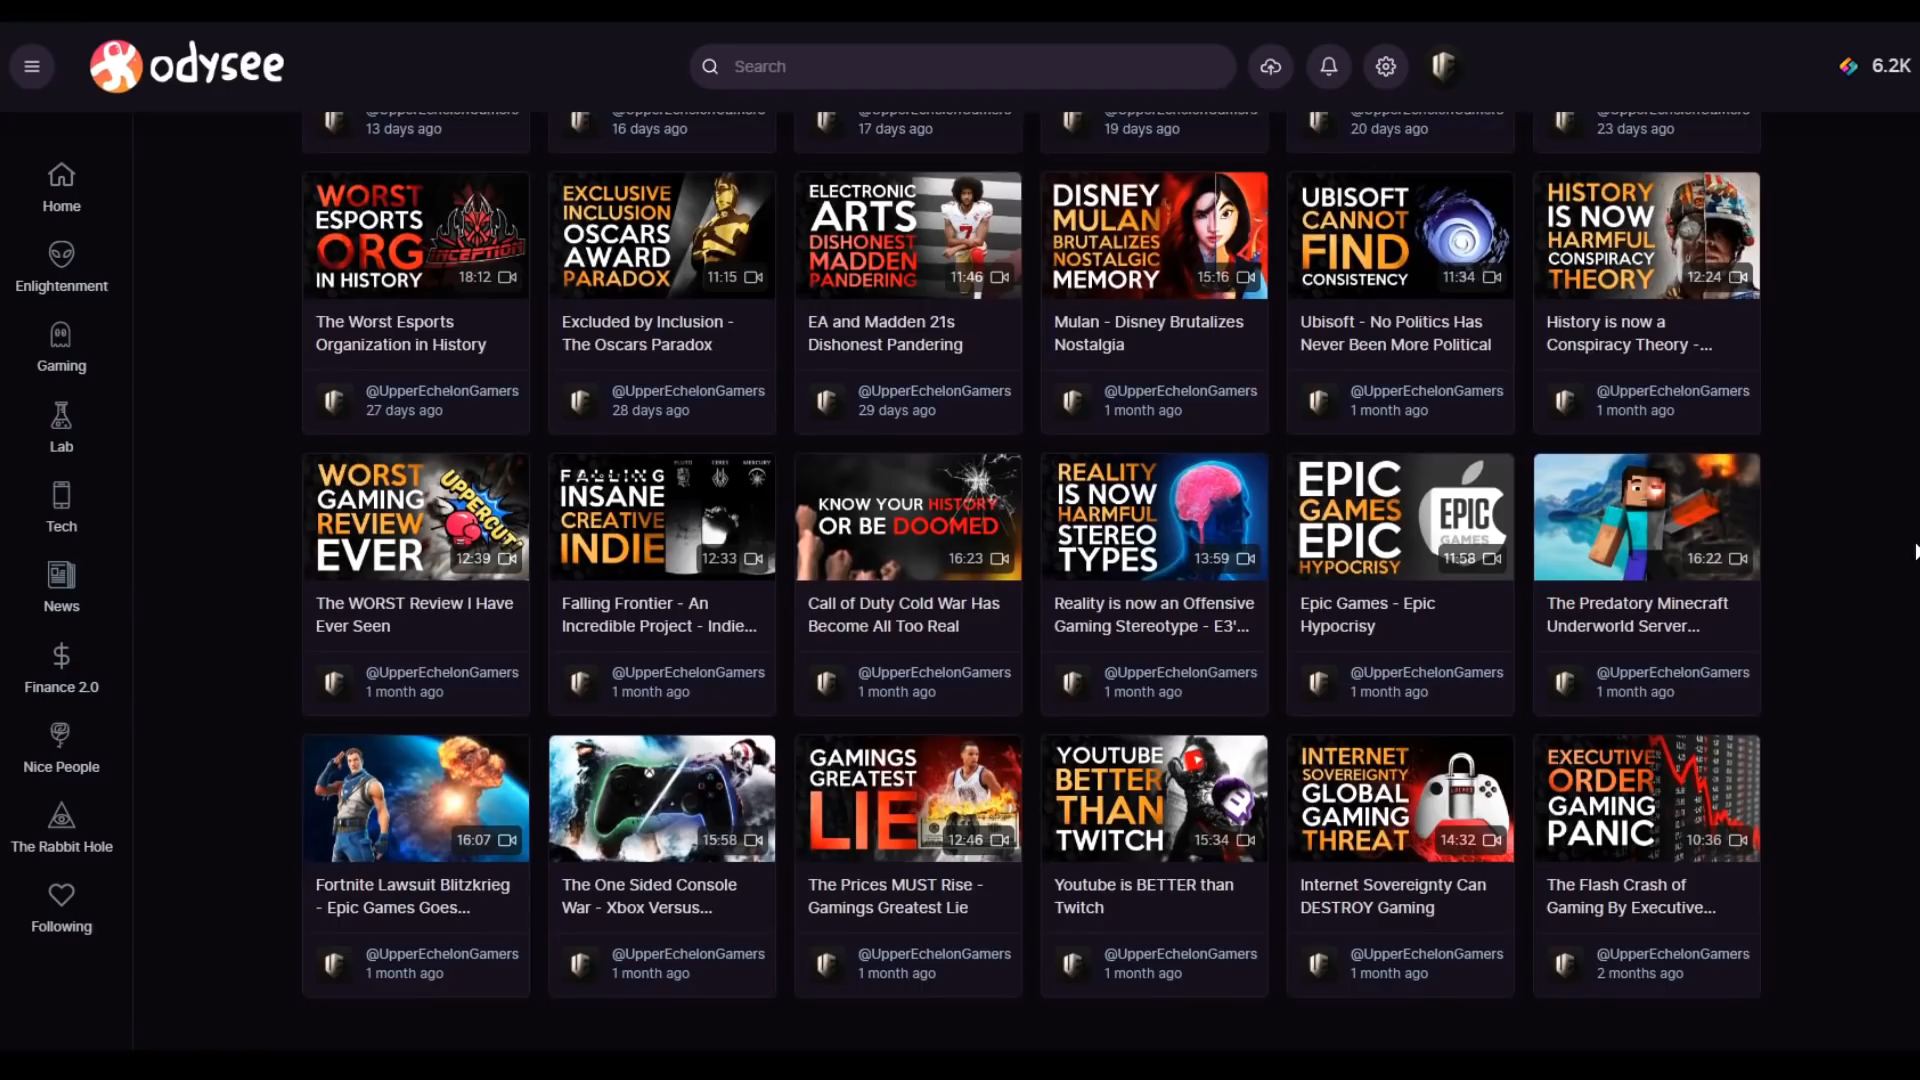 odysee
Search
6.2K
Home
Enlightenment
Gaming
Lab
Tech
News
Finance 2.0
Nice People
The Rabbit Hole
Following
@UpperEchelonGamers
13 days ago
@UpperEchelonGamers
16 days ago
@UpperEchelonGamers
17 days ago
@UpperEchelonGamers
19 days ago
@UpperEchelonGamers
20 days ago
@UpperEchelonGamers
23 days ago
WORST
ESPORTS
ORG
IN HISTORY
INCEPTION
18:12
The Worst Esports
Organization in History
@UpperEchelonGamers
27 days ago
EXCLUSIVE
INCLUSION
OSCARS
AWARD
PARADOX
11:15
Excluded by Inclusion -
The Oscars Paradox
@UpperEchelonGamers
28 days ago
ELECTRONIC
ARTS
DISHONEST
MADDEN
PANDERING
7
11:46
EA and Madden 21s
Dishonest Pandering
@UpperEchelonGamers
29 days ago
DISNEY
MULAN
BRUTALIZES
NOSTALGIC
MEMORY
15:16
Mulan - Disney Brutalizes
Nostalgia
@UpperEchelonGamers
1 month ago
UBISOFT
CANNOT
FIND
CONSISTENCY
11:34
Ubisoft - No Politics Has
Never Been More Political
@UpperEchelonGamers
1 month ago
HISTORY
IS NOW
HARMFUL
CONSPIRACY
THEORY
12:24
History is now a
Conspiracy Theory -...
@UpperEchelonGamers
1 month ago
WORST
GAMING
REVIEW
EVER
UPPERCUT!
12:39
The WORST Review I Have
Ever Seen
@UpperEchelonGamers
1 month ago
FALLING
INSANE
CREATIVE
INDIE
PLUTO CERES MERCURY
12:33
Falling Frontier - An
Incredible Project - Indie...
@UpperEchelonGamers
1 month ago
KNOW YOUR HISTORY
OR BE DOOMED
16:23
Call of Duty Cold War Has
Become All Too Real
@UpperEchelonGamers
1 month ago
REALITY
IS NOW
HARMFUL
STEREO
TYPES
13:59
Reality is now an Offensive
Gaming Stereotype - E3'...
@UpperEchelonGamers
1 month ago
EPIC
GAMES
EPIC
HYPOCRISY
EPIC
GAMES
11:58
Epic Games - Epic
Hypocrisy
@UpperEchelonGamers
1 month ago
16:22
The Predatory Minecraft
Underworld Server...
@UpperEchelonGamers
1 month ago
16:07
Fortnite Lawsuit Blitzkrieg
- Epic Games Goes...
@UpperEchelonGamers
1 month ago
15:58
The One Sided Console
War - Xbox Versus...
@UpperEchelonGamers
1 month ago
GAMINGS
GREATEST
LIE
12:46
The Prices MUST Rise -
Gamings Greatest Lie
@UpperEchelonGamers
1 month ago
YOUTUBE
BETTER
THAN
TWITCH
15:34
Youtube is BETTER than
Twitch
@UpperEchelonGamers
1 month ago
INTERNET
SOVEREIGNTY
GLOBAL
GAMING
THREAT
LOCKED
14:32
Internet Sovereignty Can
DESTROY Gaming
@UpperEchelonGamers
1 month ago
EXECUTIVE
ORDER
GAMING
PANIC
10:36
The Flash Crash of
Gaming By Executive...
@UpperEchelonGamers
2 months ago